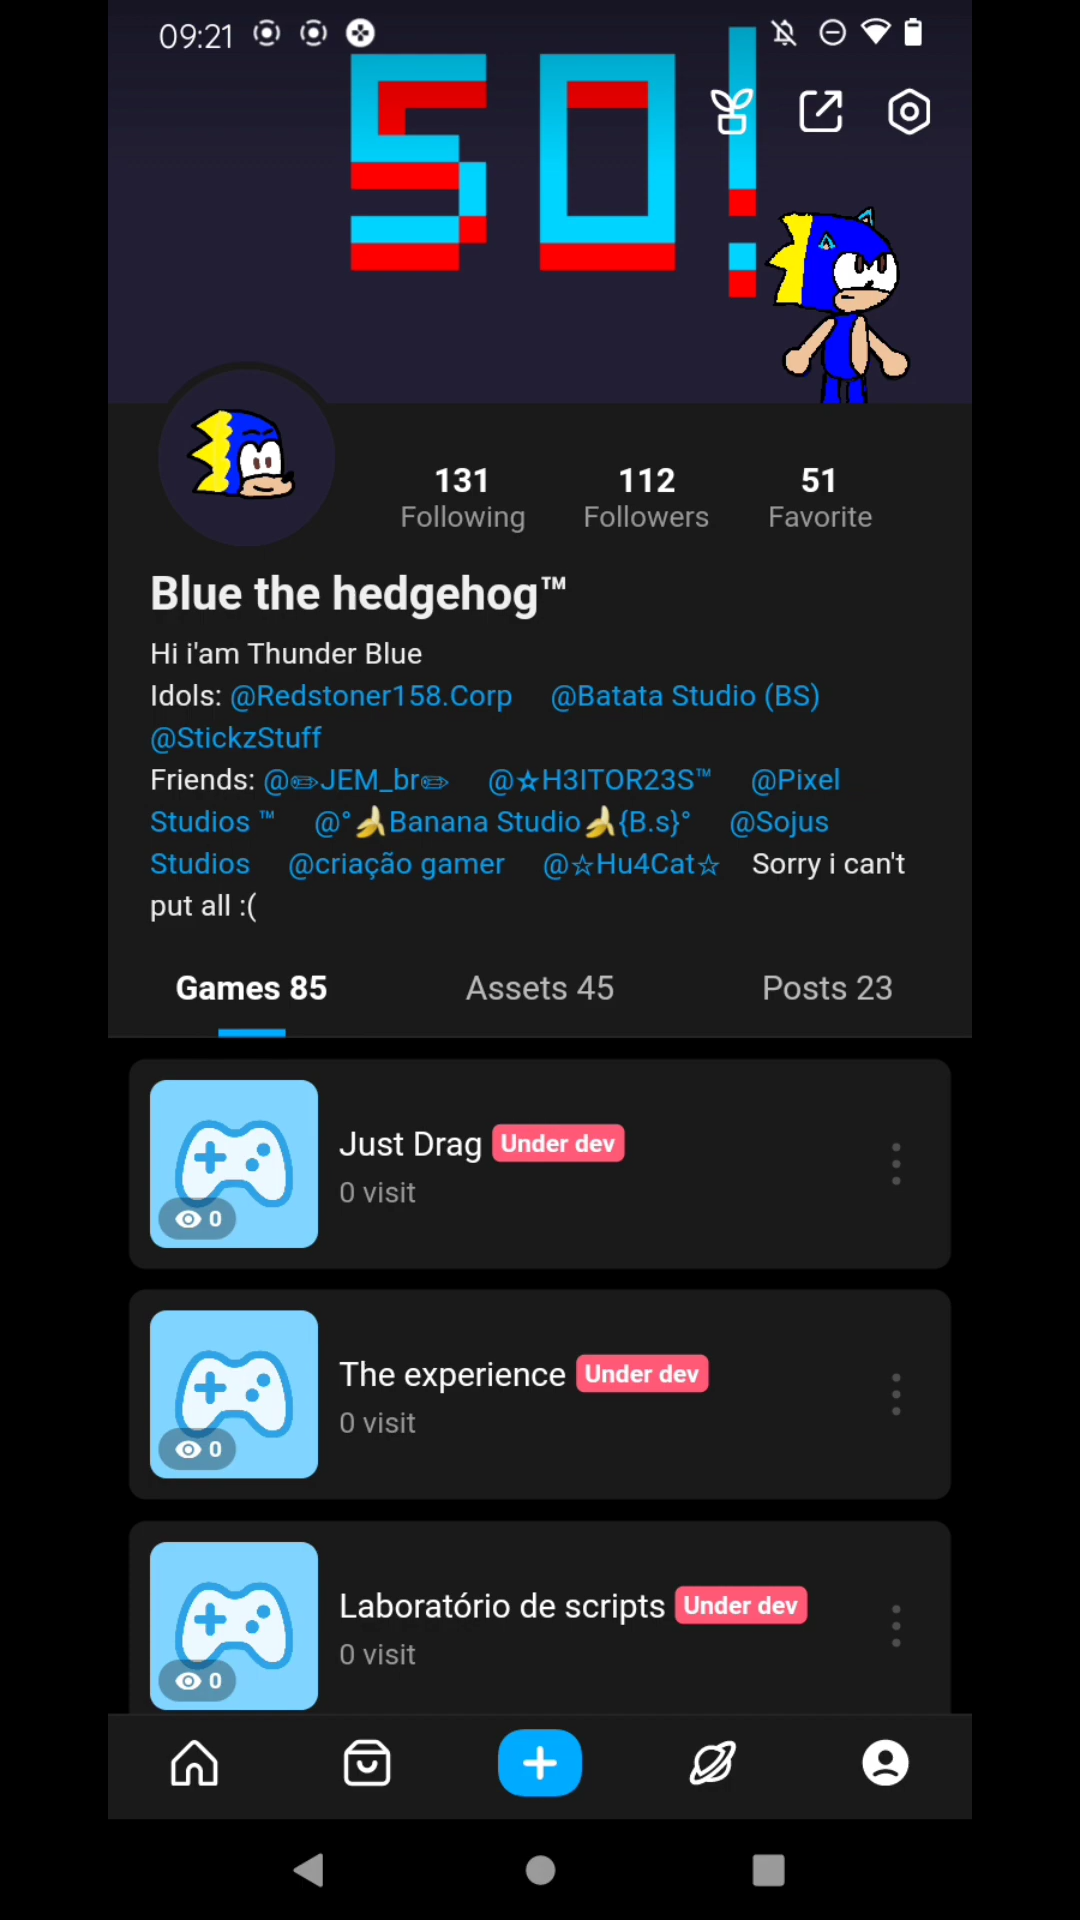 09:21
50!
131 112 51
Following Followers Favorite
Blue the hedgehog™
Hi i'am Thunder Blue
Idols: @Redstoner158.Corp @Batata Studio (BS)
@StickzStuff
Friends: @✏JEM_br✏ @☆H3ITOR23S™ @Pixel
Studios ™ @°🍌Banana Studio🍌{B.s}° @Sojus
Studios @criação gamer @☆Hu4Cat☆ Sorry i can't
put all :(
Games 85 Assets 45 Posts 23
Just Drag Under dev
0 visit
0
The experience Under dev
0 visit
0
Laboratório de scripts Under dev
0 visit
0